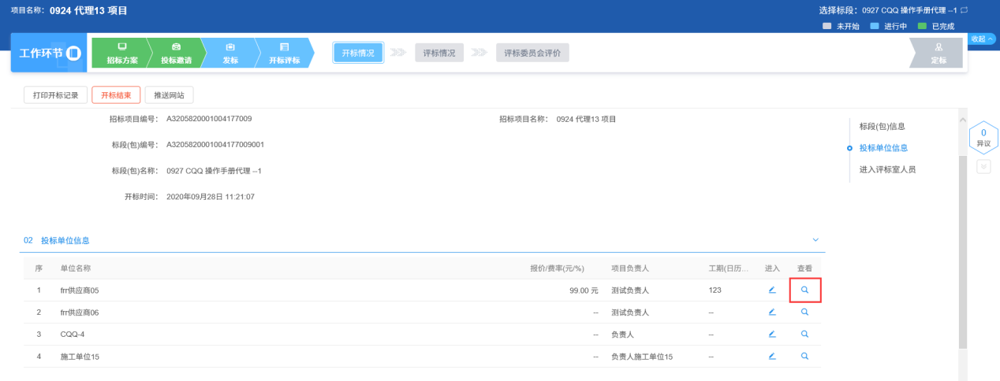 项目名称：0924 代理13 项目
选择标段：0927 CQQ 操作手册代理 --1
未开始 进行中 已完成
收起
工作环节
招标方案 投标邀请 发标 开标评标 开标情况 评标情况 评标委员会评价 定标
打印开标记录 开标结束 推送网站
招标项目编号： A3205820001004177009 招标项目名称： 0924 代理13 项目
标段(包)编号： A3205820001004177009001
标段(包)名称： 0927 CQQ 操作手册代理 --1
开标时间： 2020年09月28日 11:21:07
标段(包)信息
投标单位信息
进入评标室人员
0
异议
02 投标单位信息
序 单位名称 报价/费率(元/%) 项目负责人 工期(日历... 进入 查看
1 frr供应商05 99.00 元 测试负责人 123
2 frr供应商06 -- 测试负责人 --
3 CQQ-4 -- 负责人 --
4 施工单位15 -- 负责人施工单位15 --